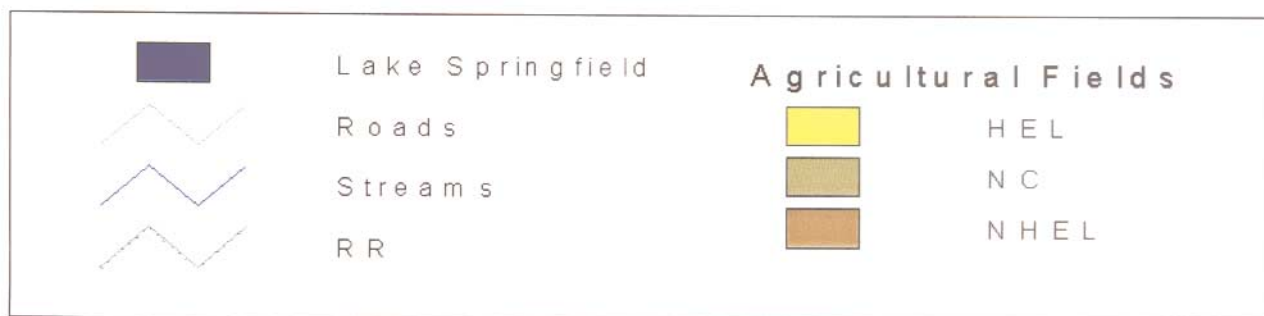 Lake Springfield
Roads
Streams
RR
Agricultural Fields
HEL
NC
NHEL